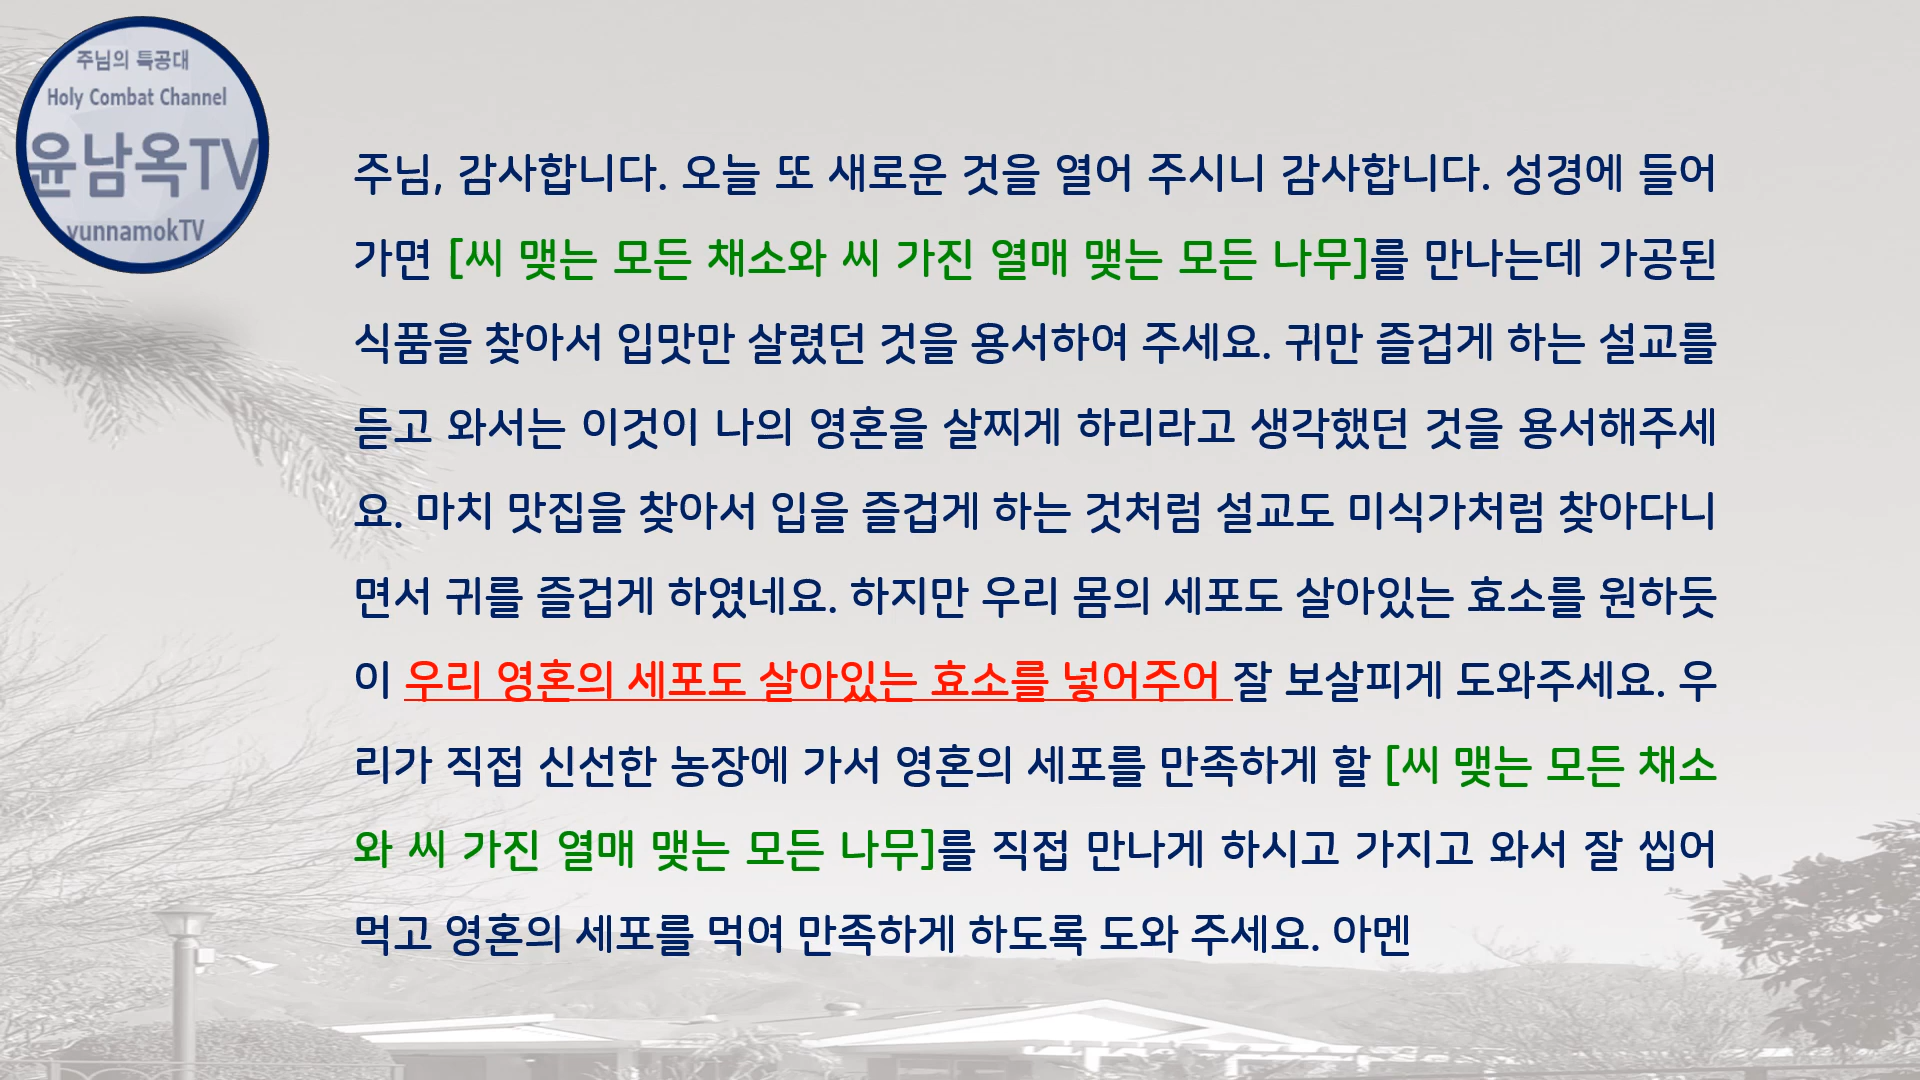 주님의 특공대
Holy Combat Channel
윤남옥TV
yunnamokTV
주님, 감사합니다. 오늘 또 새로운 것을 열어 주시니 감사합니다. 성경에 들어
가면 [씨 맺는 모든 채소와 씨 가진 열매 맺는 모든 나무]를 만나는데 가공된
식품을 찾아서 입맛만 살렸던 것을 용서하여 주세요. 귀만 즐겁게 하는 설교를
듣고 와서는 이것이 나의 영혼을 살찌게 하리라고 생각했던 것을 용서해주세
요. 마치 맛집을 찾아서 입을 즐겁게 하는 것처럼 설교도 미식가처럼 찾아다니
면서 귀를 즐겁게 하였네요. 하지만 우리 몸의 세포도 살아있는 효소를 원하듯
이 우리 영혼의 세포도 살아있는 효소를 넣어주어 잘 보살피게 도와주세요. 우
리가 직접 신선한 농장에 가서 영혼의 세포를 만족하게 할 [씨 맺는 모든 채소
와 씨 가진 열매 맺는 모든 나무]를 직접 만나게 하시고 가지고 와서 잘 씹어
먹고 영혼의 세포를 먹여 만족하게 하도록 도와 주세요. 아멘